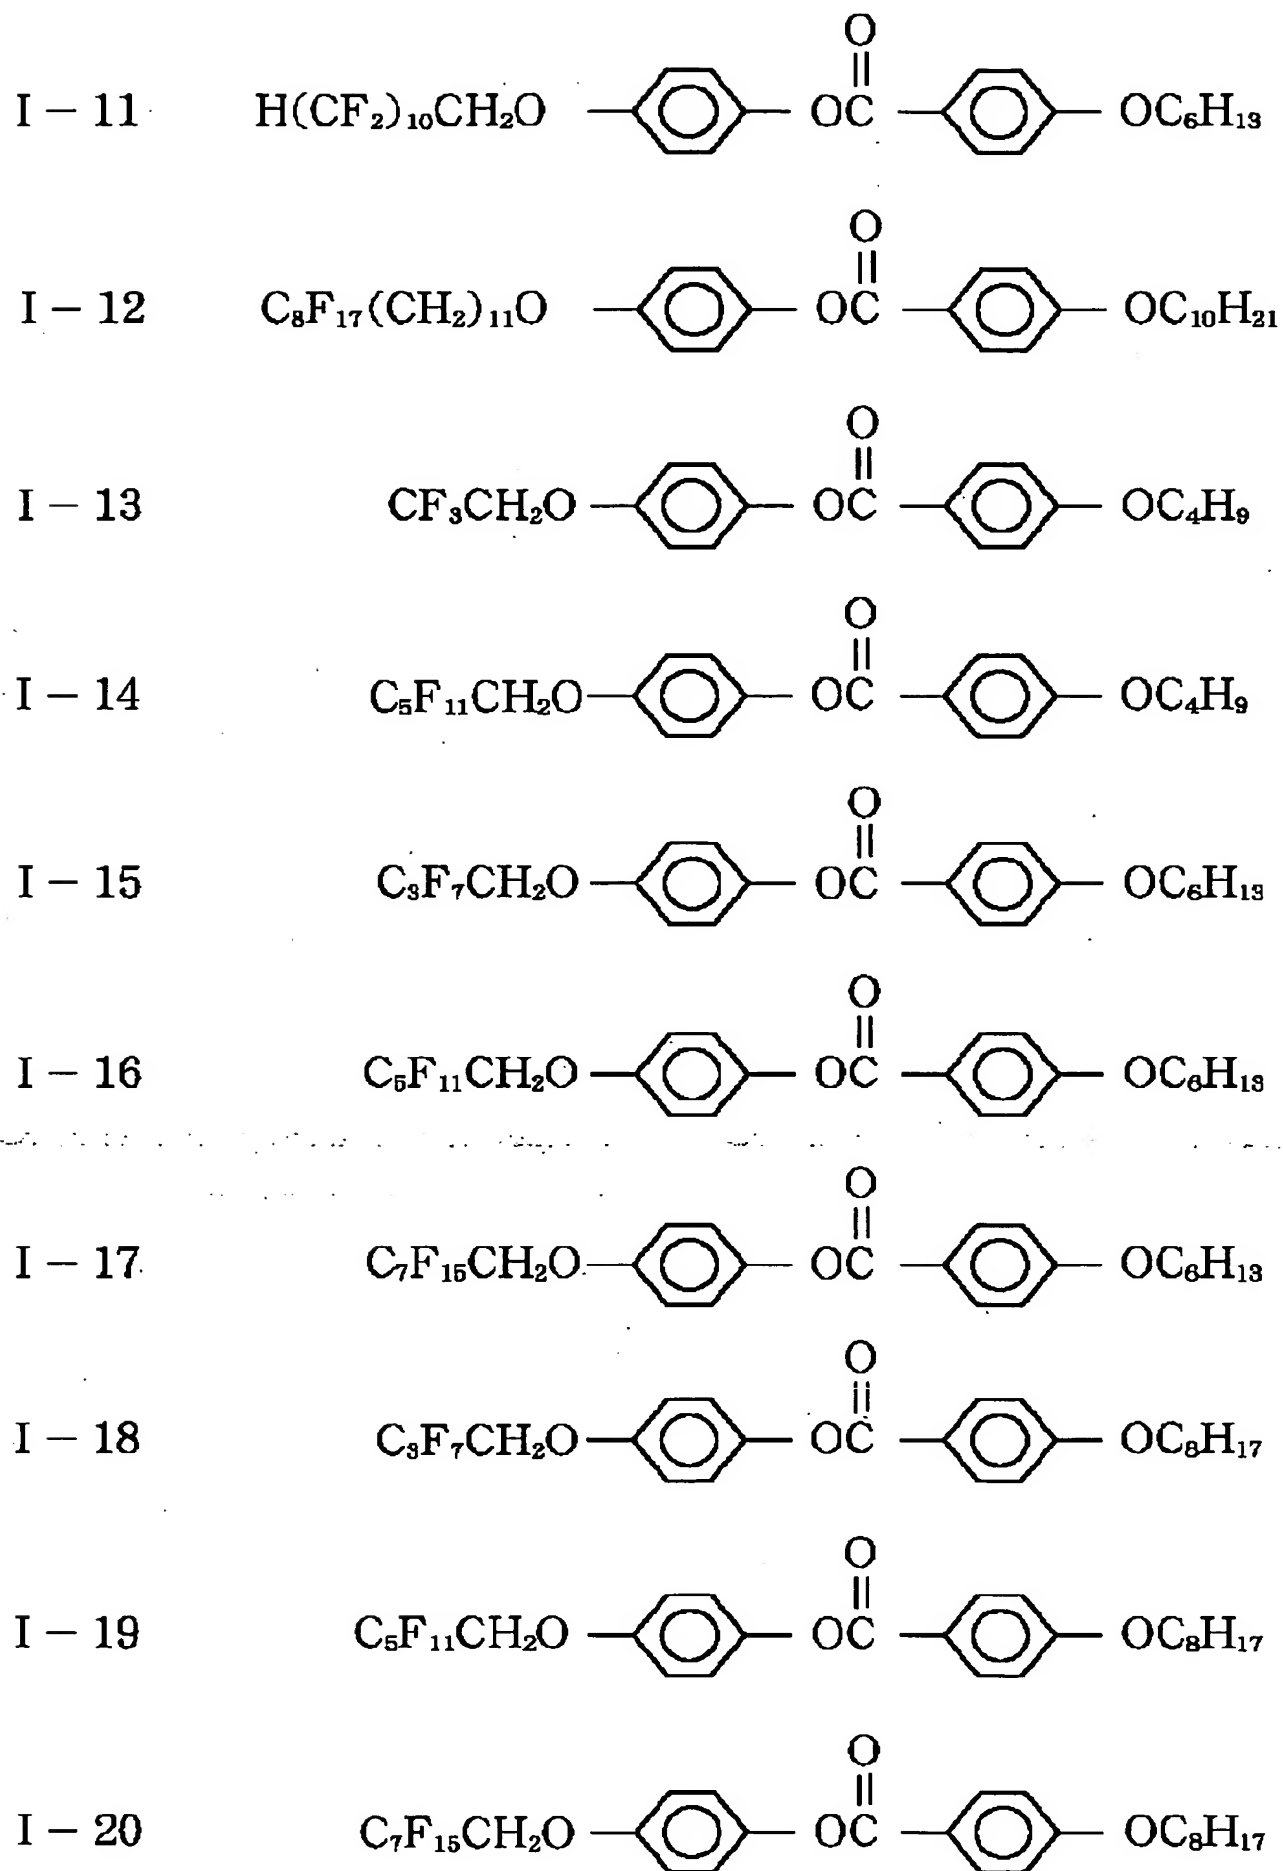 O
I − 11 H(CF₂)₁₀CH₂O OC OC₆H₁₃
O
I − 12 C₈F₁₇(CH₂)₁₁O OC OC₁₀H₂₁
O
I − 13 CF₃CH₂O OC OC₄H₉
O
I − 14 C₅F₁₁CH₂O OC OC₄H₉
O
I − 15 C₃F₇CH₂O OC OC₆H₁₃
O
I − 16 C₅F₁₁CH₂O OC OC₆H₁₃
O
I − 17 C₇F₁₅CH₂O OC OC₆H₁₃
O
I − 18 C₃F₇CH₂O OC OC₈H₁₇
O
I − 19 C₅F₁₁CH₂O OC OC₈H₁₇
O
I − 20 C₇F₁₅CH₂O OC OC₈H₁₇